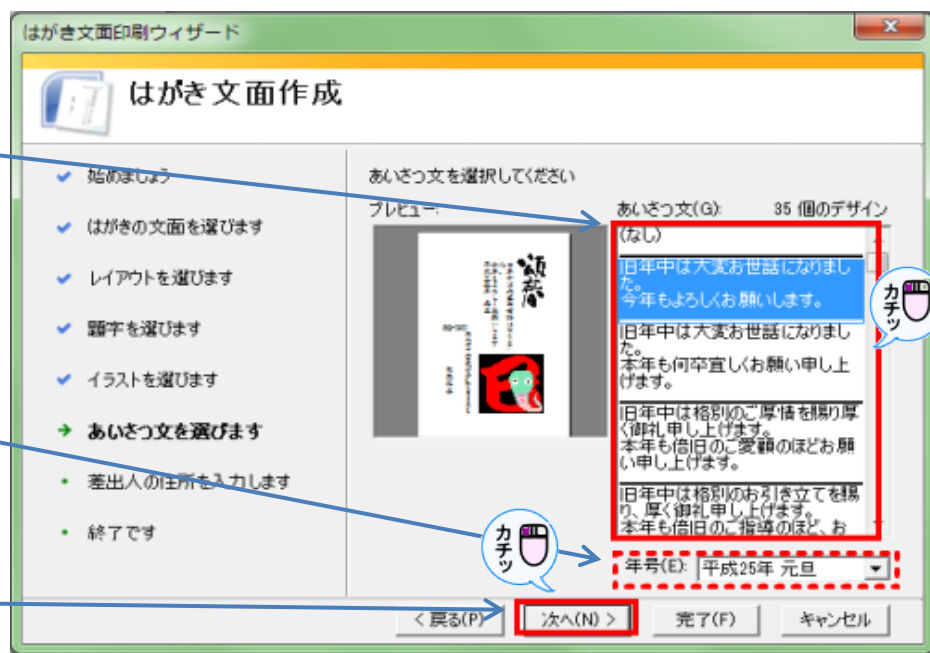 はがき文面印刷ウィザード
はがき文面作成
始めましょう
はがきの文面を選びます
レイアウトを選びます
題字を選びます
イラストを選びます
あいさつ文を選びます
差出人の住所を入力します
終了です
あいさつ文を選択してください
プレビュー:
あいさつ文(G): 35 個のデザイン
(なし)
旧年中は大変お世話になりまし
た。
今年もよろしくお願いします。
旧年中は大変お世話になりまし
た。
本年も何卒宜しくお願い申し上
げます。
旧年中は格別のご厚情を賜り厚
く御礼申し上げます。
本年も倍旧のご愛顧のほどお願
い申し上げます。
旧年中は格別のお引き立てを賜
り、厚く御礼申し上げます。
本年も倍旧のご指導のほど、お
カチッ
カチッ
年号(E): 平成25年 元旦
< 戻る(P)
次へ(N) >
完了(F)
キャンセル